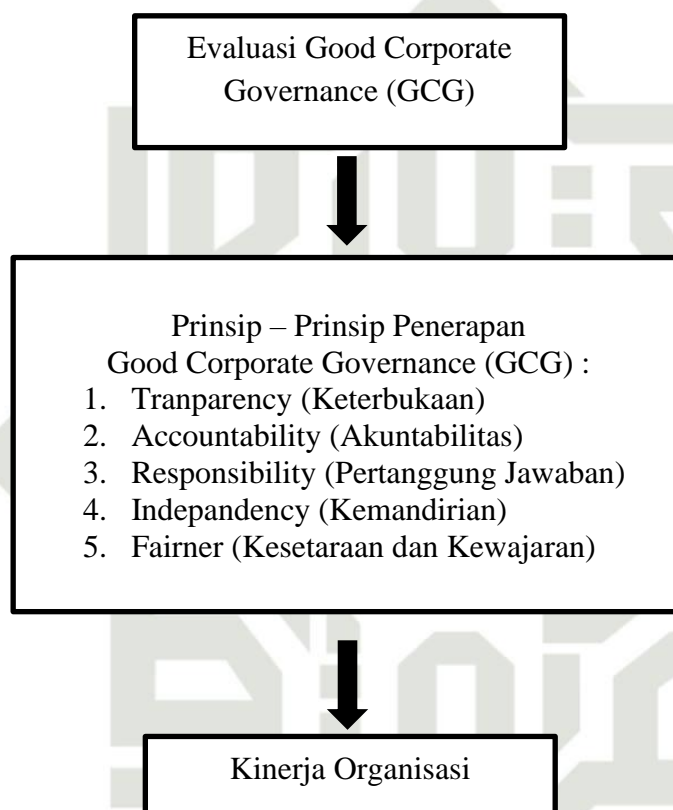 Evaluasi Good Corporate
Governance (GCG)
Prinsip – Prinsip Penerapan
Good Corporate Governance (GCG) :
1. Tranparency (Keterbukaan)
2. Accountability (Akuntabilitas)
3. Responsibility (Pertanggung Jawaban)
4. Indepandency (Kemandirian)
5. Fairner (Kesetaraan dan Kewajaran)
Kinerja Organisasi